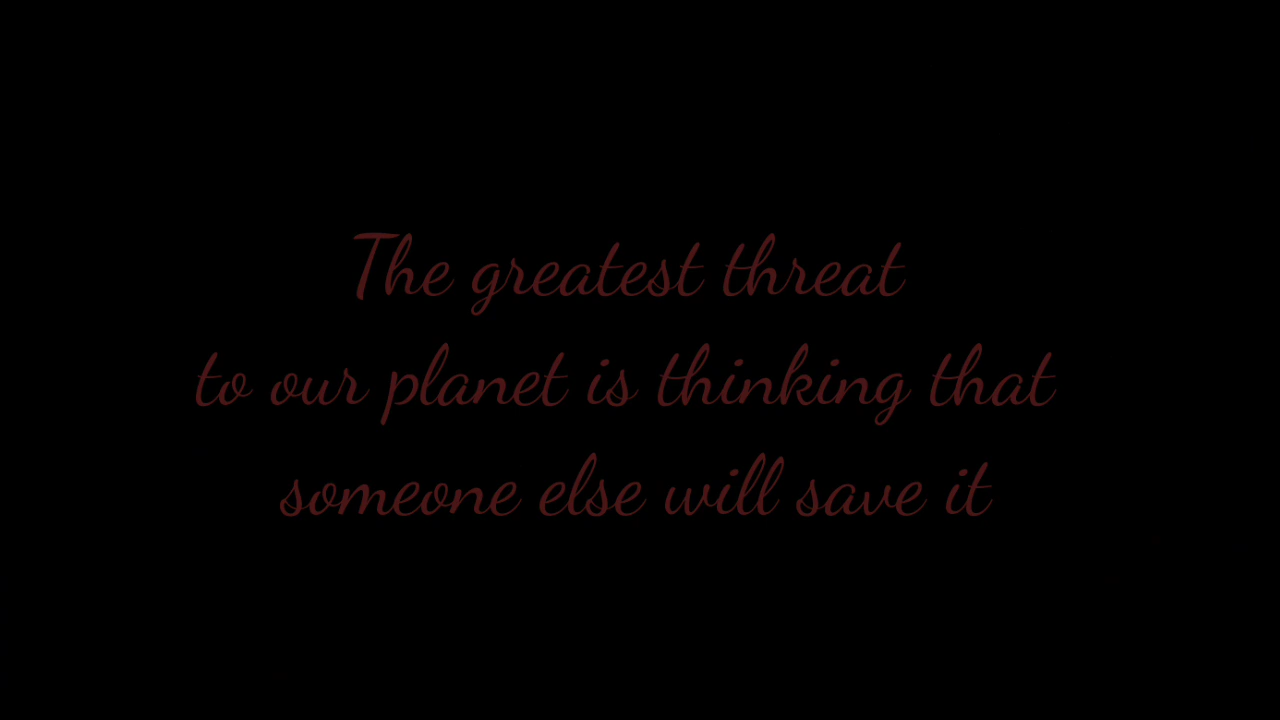 The greatest threat
to our planet is thinking that
someone else will save it